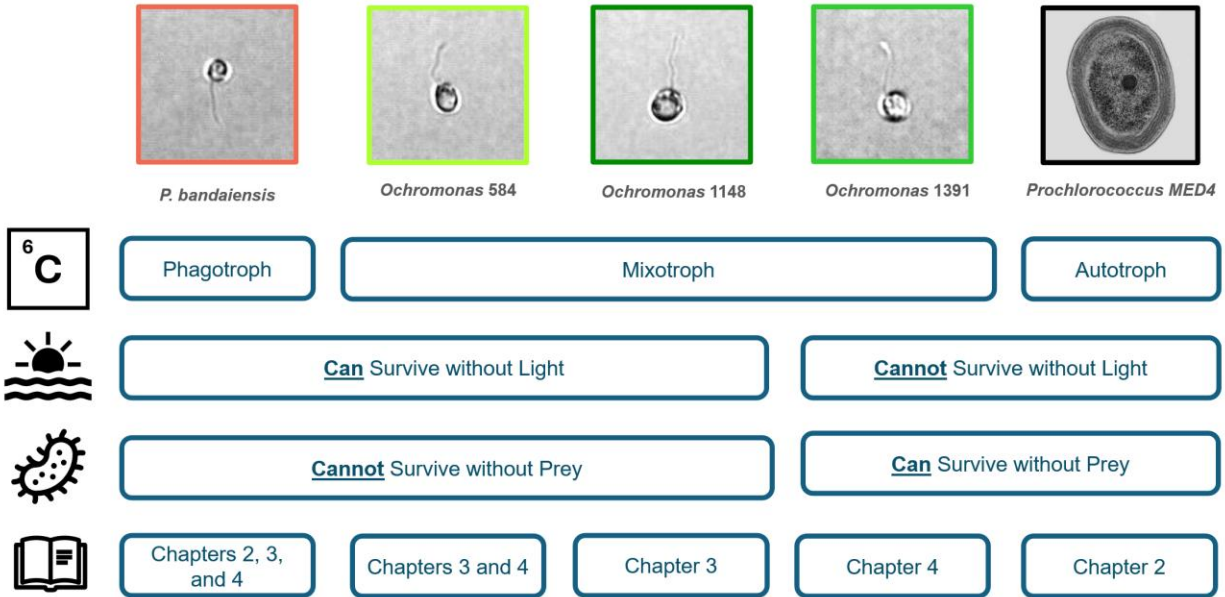 P. bandaiensis
Ochromonas 584
Ochromonas 1148
Ochromonas 1391
Prochlorococcus MED4
6
C
Phagotroph
Mixotroph
Autotroph
Can Survive without Light
Cannot Survive without Light
Cannot Survive without Prey
Can Survive without Prey
Chapters 2, 3,
and 4
Chapters 3 and 4
Chapter 3
Chapter 4
Chapter 2